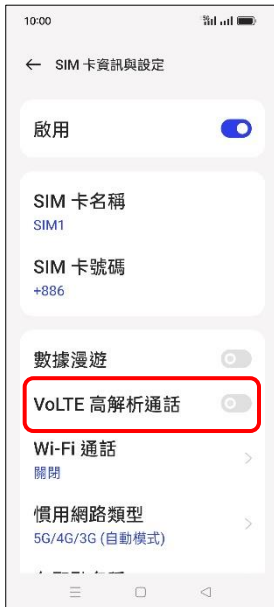 10:00
5G
← SIM 卡資訊與設定
啟用
SIM 卡名稱
SIM1
SIM 卡號碼
+886
數據漫遊
VoLTE 高解析通話
Wi-Fi 通話
關閉
慣用網路類型
5G/4G/3G (自動模式)